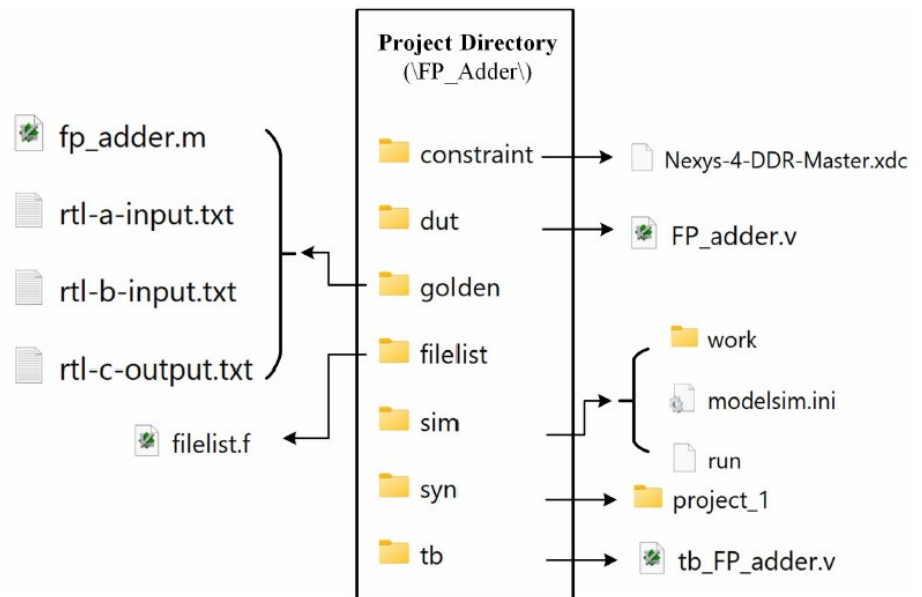 Project Directory
(\FP_Adder\)
fp_adder.m
rtl-a-input.txt
rtl-b-input.txt
rtl-c-output.txt
filelist.f
constraint
dut
golden
filelist
sim
syn
tb
Nexys-4-DDR-Master.xdc
FP_adder.v
work
modelsim.ini
run
project_1
tb_FP_adder.v